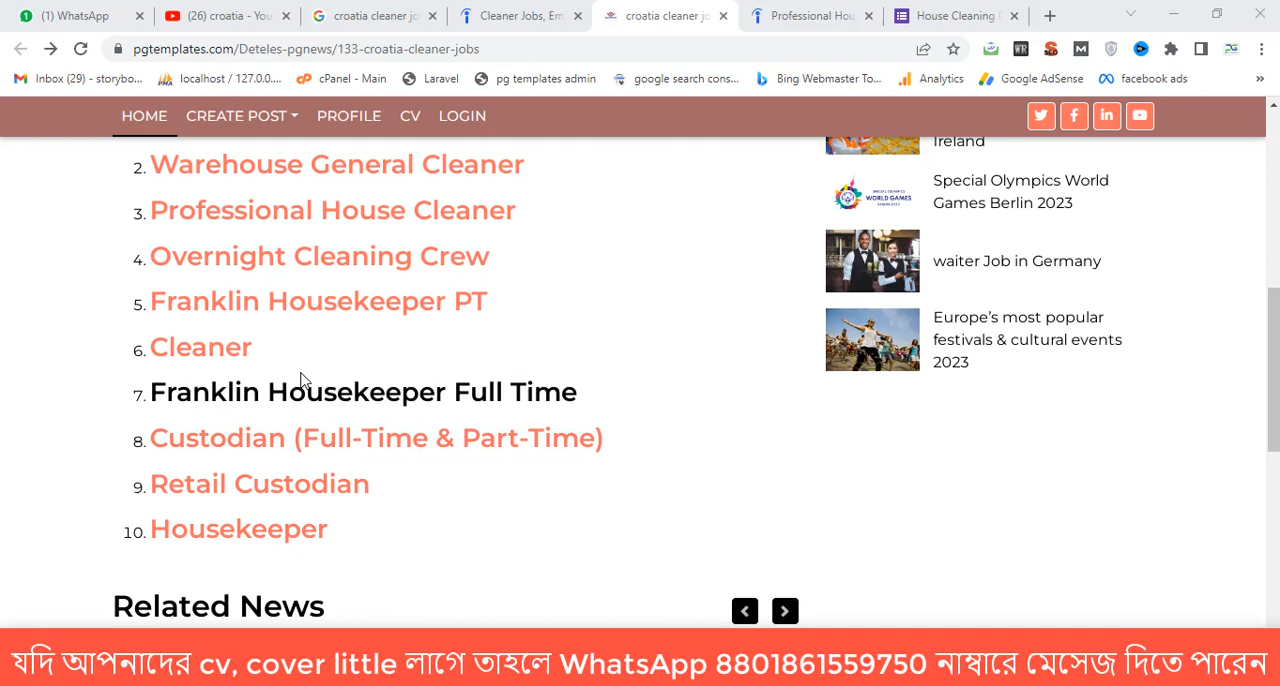 (1) WhatsApp
(26) croatia - You
croatia cleaner jo
Cleaner Jobs, Em
croatia cleaner jo
Professional Hou
House Cleaning
pgtemplates.com/Deteles-pgnews/133-croatia-cleaner-jobs
Inbox (29) - storybo...
localhost / 127.0.0....
cPanel - Main
Laravel
pg templates admin
google search cons...
Bing Webmaster To...
Analytics
Google AdSense
facebook ads
HOME
CREATE POST
PROFILE
CV
LOGIN
2. Warehouse General Cleaner
3. Professional House Cleaner
4. Overnight Cleaning Crew
5. Franklin Housekeeper PT
6. Cleaner
7. Franklin Housekeeper Full Time
8. Custodian (Full-Time & Part-Time)
9. Retail Custodian
10. Housekeeper
Related News
Ireland
Special Olympics World
Games Berlin 2023
waiter Job in Germany
Europe's most popular
festivals & cultural events
2023
যদি আপনাদের cv, cover little লাগে তাহলে WhatsApp 8801861559750 নাম্বারে মেসেজ দিতে পারেন